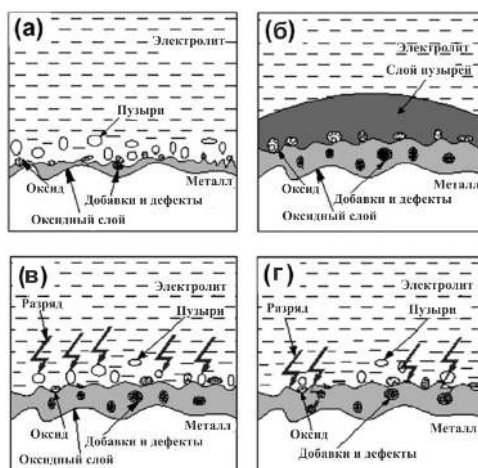 (а)
Электролит
Пузыри
Оксид
Добавки и дефекты
Металл
Оксидный слой
(б)
Электролит
Слой пузырей
Оксид
Добавки и дефекты
Металл
Оксидный слой
(в)
Разряд
Электролит
Пузыри
Оксид
Добавки и дефекты
Металл
Оксидный слой
(г)
Разряд
Электролит
Пузыри
Оксид
Добавки и дефекты
Металл